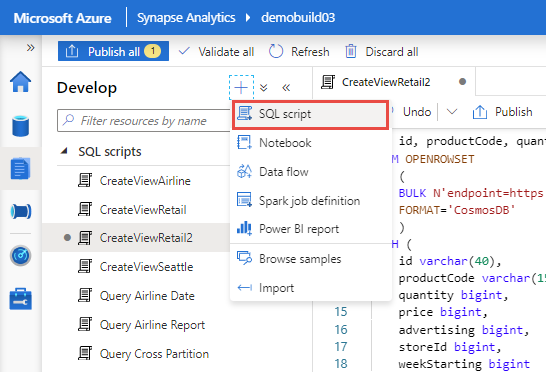 Microsoft Azure Synapse Analytics › demobuild03
» Publish all 1 Validate all Refresh Discard all
Develop
Filter resources by name
SQL scripts
CreateViewAirline
CreateViewRetail
CreateViewRetail2
CreateViewSeattle
Query Airline Date
Query Airline Report
Query Cross Partition
SQL script
Notebook
Data flow
Spark job definition
Power BI report
Browse samples
Import
CreateViewRetail2
Undo Publish
id, productCode, quant
OPENROWSET
(
BULK N'endpoint=https
FORMAT='CosmosDB'
)
H (
id varchar(40),
productCode varchar(15
quantity bigint,
15 price bigint,
16 advertising bigint
17 storeId bigint,
18 weekStarting bigint